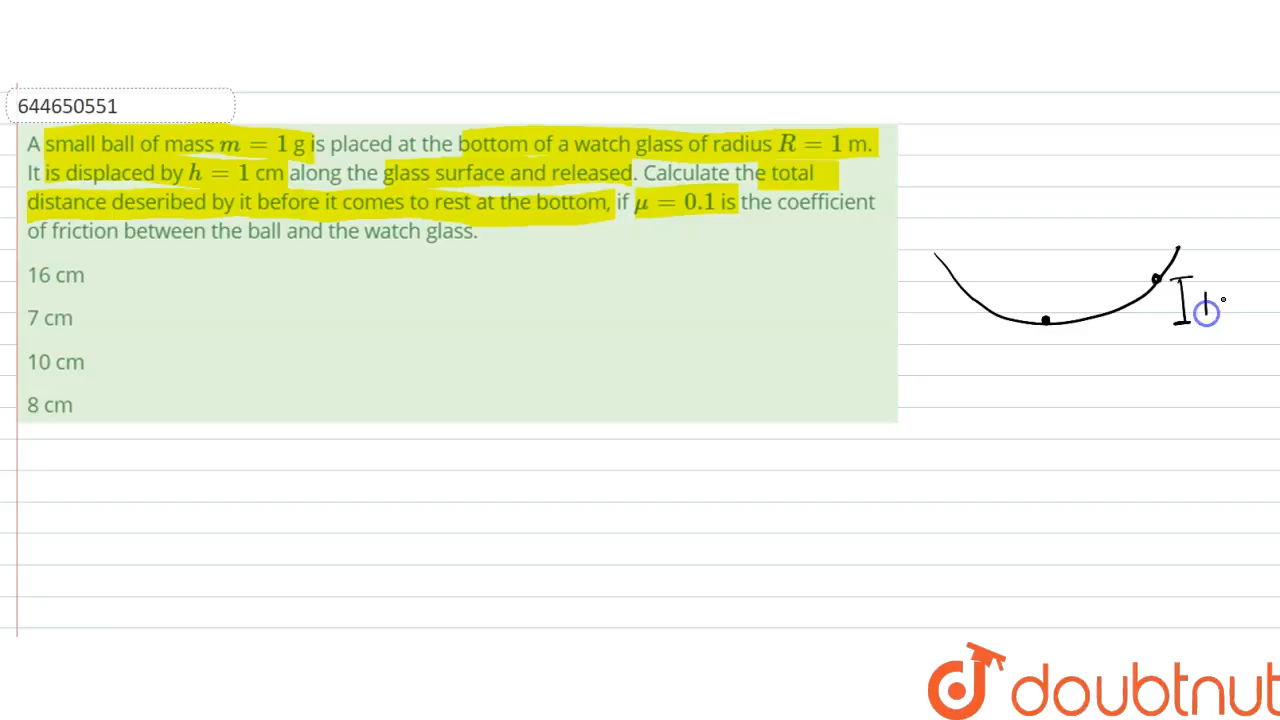 644650551
A small ball of mass m = 1 g is placed at the bottom of a watch glass of radius R = 1 m.
It is displaced by h = 1 cm along the glass surface and released. Calculate the total
distance deseribed by it before it comes to rest at the bottom, if μ = 0.1 is the coefficient
of friction between the ball and the watch glass.
16 cm
7 cm
10 cm
8 cm
doubtnut